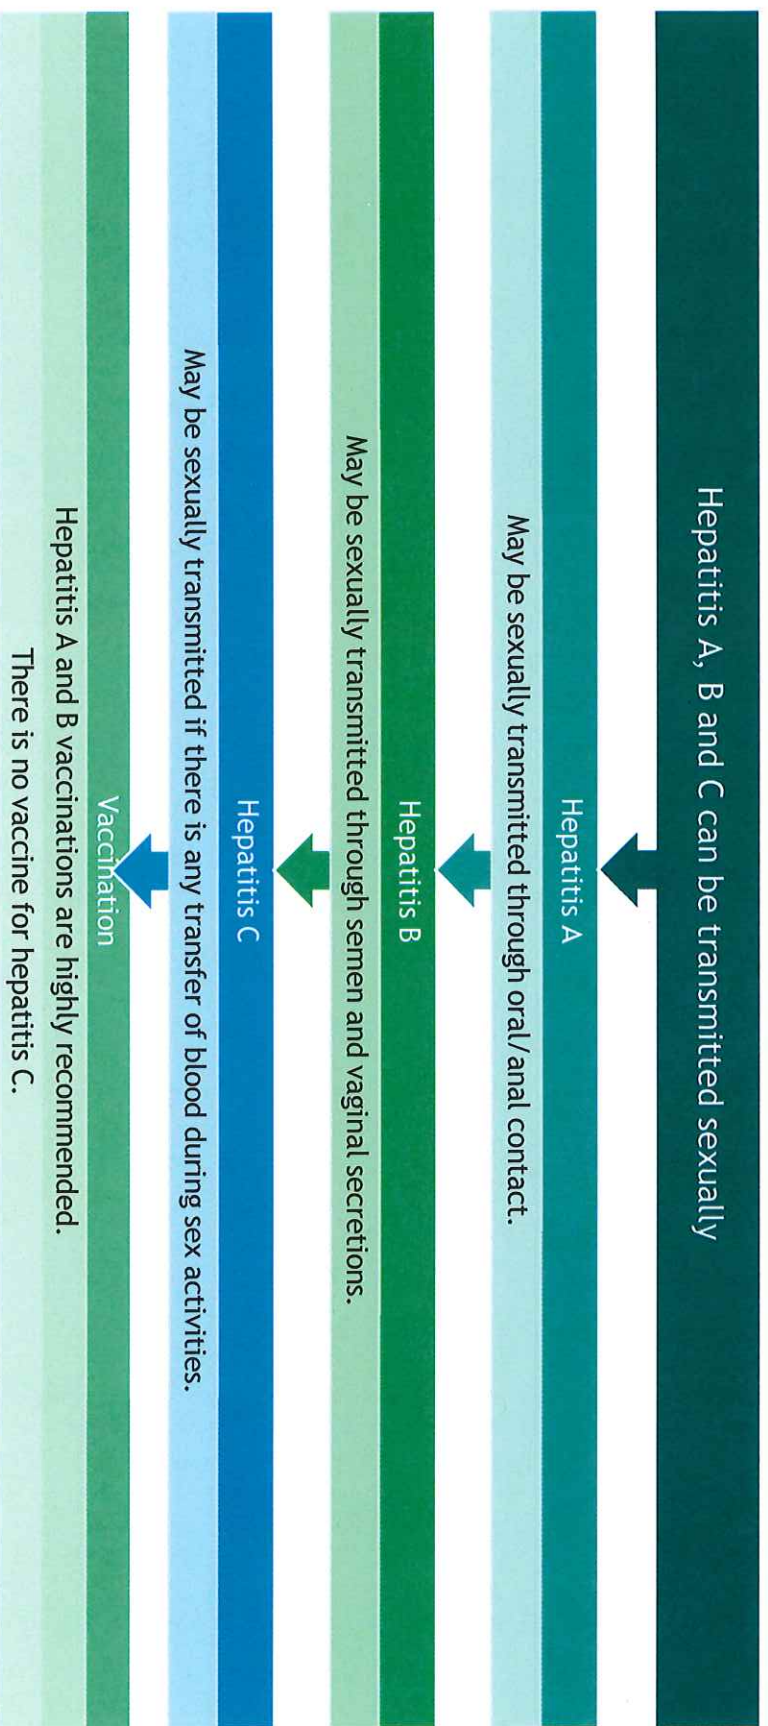 Hepatitis A, B and C can be transmitted sexually
Hepatitis A
May be sexually transmitted through oral/anal contact.
Hepatitis B
May be sexually transmitted through semen and vaginal secretions.
Hepatitis C
May be sexually transmitted if there is any transfer of blood during sex activities.
Vaccination
Hepatitis A and B vaccinations are highly recommended.
There is no vaccine for hepatitis C.